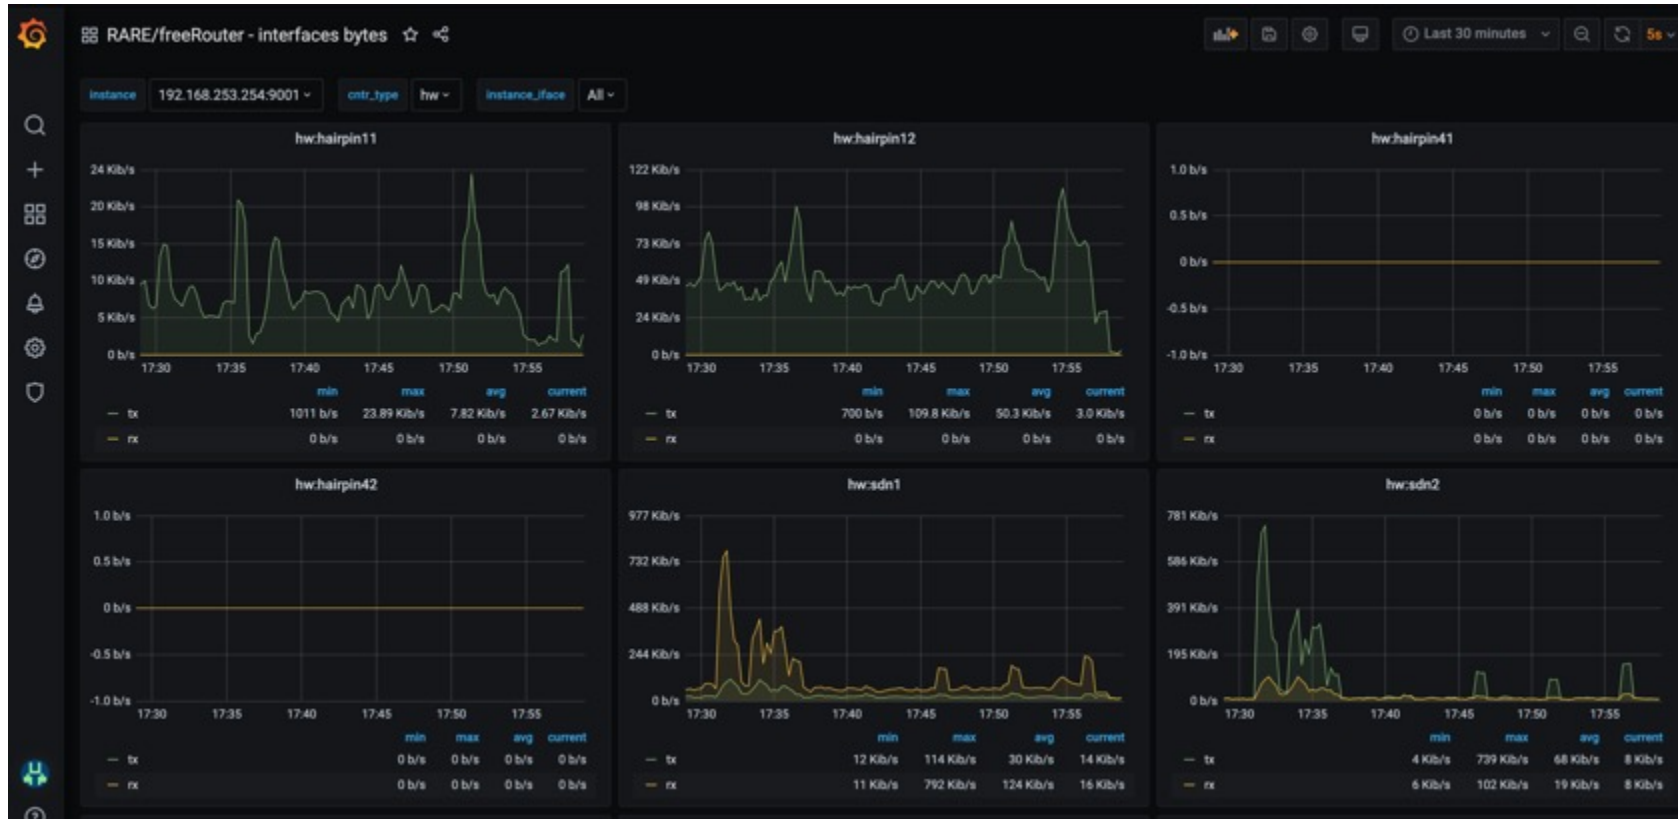 RARE/freeRouter - interfaces bytes
Last 30 minutes
5s
instance 192.168.253.254:9001 cntr_type hw instance_iface All
hw:hairpin11
24 Kib/s
20 Kib/s
15 Kib/s
10 Kib/s
5 Kib/s
0 b/s
17:30 17:35 17:40 17:45 17:50 17:55
min max avg current
tx 1011 b/s 23.89 Kib/s 7.82 Kib/s 2.67 Kib/s
rx 0 b/s 0 b/s 0 b/s 0 b/s
hw:hairpin12
122 Kib/s
98 Kib/s
73 Kib/s
49 Kib/s
24 Kib/s
0 b/s
17:30 17:35 17:40 17:45 17:50 17:55
min max avg current
tx 700 b/s 109.8 Kib/s 50.3 Kib/s 3.0 Kib/s
rx 0 b/s 0 b/s 0 b/s 0 b/s
hw:hairpin41
1.0 b/s
0.5 b/s
0 b/s
-0.5 b/s
-1.0 b/s
17:30 17:35 17:40 17:45 17:50 17:55
min max avg current
tx 0 b/s 0 b/s 0 b/s 0 b/s
rx 0 b/s 0 b/s 0 b/s 0 b/s
hw:hairpin42
1.0 b/s
0.5 b/s
0 b/s
-0.5 b/s
-1.0 b/s
17:30 17:35 17:40 17:45 17:50 17:55
min max avg current
tx 0 b/s 0 b/s 0 b/s 0 b/s
rx 0 b/s 0 b/s 0 b/s 0 b/s
hw:sdn1
977 Kib/s
732 Kib/s
488 Kib/s
244 Kib/s
0 b/s
17:30 17:35 17:40 17:45 17:50 17:55
min max avg current
tx 12 Kib/s 114 Kib/s 30 Kib/s 14 Kib/s
rx 11 Kib/s 792 Kib/s 124 Kib/s 16 Kib/s
hw:sdn2
781 Kib/s
586 Kib/s
391 Kib/s
195 Kib/s
0 b/s
17:30 17:35 17:40 17:45 17:50 17:55
min max avg current
tx 4 Kib/s 739 Kib/s 68 Kib/s 8 Kib/s
rx 6 Kib/s 102 Kib/s 19 Kib/s 8 Kib/s